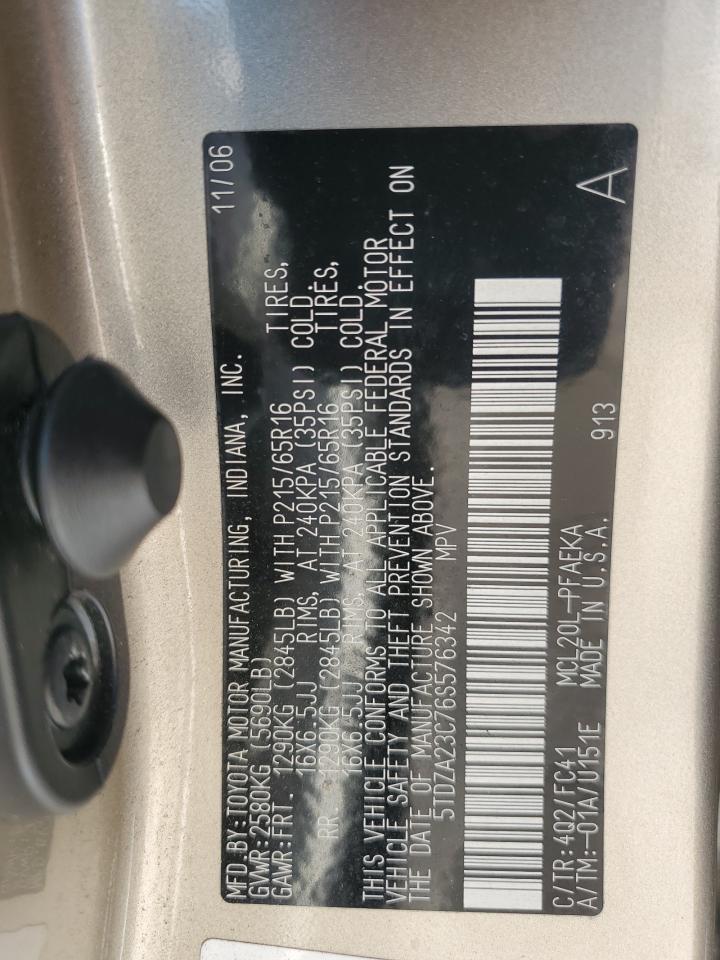 MFD.BY:TOYOTA MOTOR MANUFACTURING, INDIANA, INC. 11/06
GVWR:2580KG (5690LB)
GAWR:FRT. 1290KG (2845LB) WITH P215/65R16 TIRES,
16X6.5JJ RIMS, AT 240KPA (35PSI) COLD.
RR. 1290KG (2845LB) WITH P215/65R16 TIRES,
16X6.5JJ RIMS, AT 240KPA (35PSI) COLD.
THIS VEHICLE CONFORMS TO ALL APPLICABLE FEDERAL MOTOR
VEHICLE SAFETY AND THEFT PREVENTION STANDARDS IN EFFECT ON
THE DATE OF MANUFACTURE SHOWN ABOVE.
5TDZA23C76S576342 MPV
C/TR:4Q2/FC41 MCL20L-PFAEKA
A/TM:-01A/U151E MADE IN U.S.A. 913 A